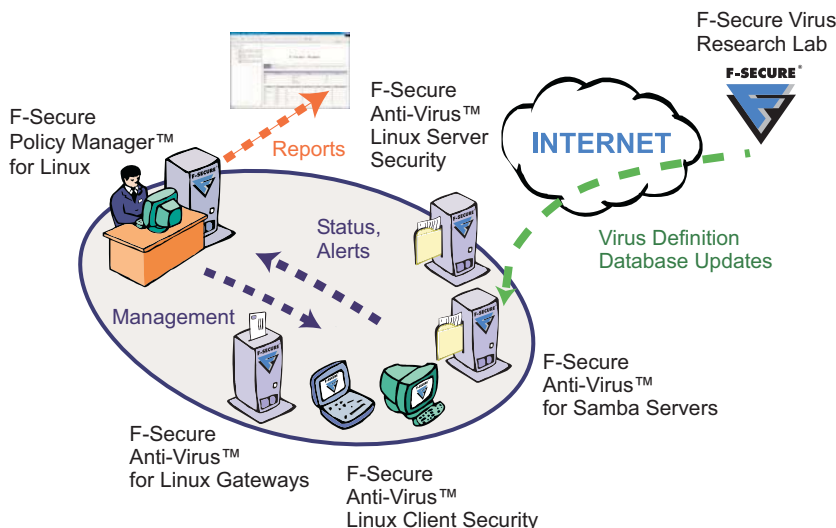 F-Secure Virus
Research Lab
F-SECURE®
F-Secure
Policy Manager™
for Linux
Reports
F-Secure
Anti-Virus™
Linux Server
Security
INTERNET
F-SECURE
Status,
Alerts
Virus Definition
Database Updates
Management
F-SECURE
F-Secure
Anti-Virus™
for Samba Servers
F-Secure
Anti-Virus™
for Linux Gateways
F-Secure
Anti-Virus™
Linux Client Security